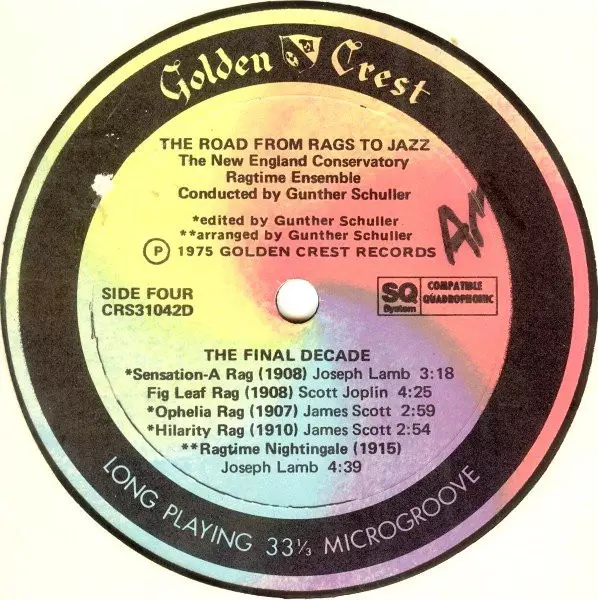 Golden Crest
THE ROAD FROM RAGS TO JAZZ
The New England Conservatory
Ragtime Ensemble
Conducted by Gunther Schuller
*edited by Gunther Schuller
**arranged by Gunther Schuller
Ⓟ 1975 GOLDEN CREST RECORDS
SIDE FOUR
CRS31042D
SQ
System
COMPATIBLE
QUADROPHONIC
THE FINAL DECADE
*Sensation-A Rag (1908) Joseph Lamb 3:18
Fig Leaf Rag (1908) Scott Joplin 4:25
*Ophelia Rag (1907) James Scott 2:59
*Hilarity Rag (1910) James Scott 2:54
**Ragtime Nightingale (1915)
Joseph Lamb 4:39
LONG PLAYING 33⅓ MICROGROOVE